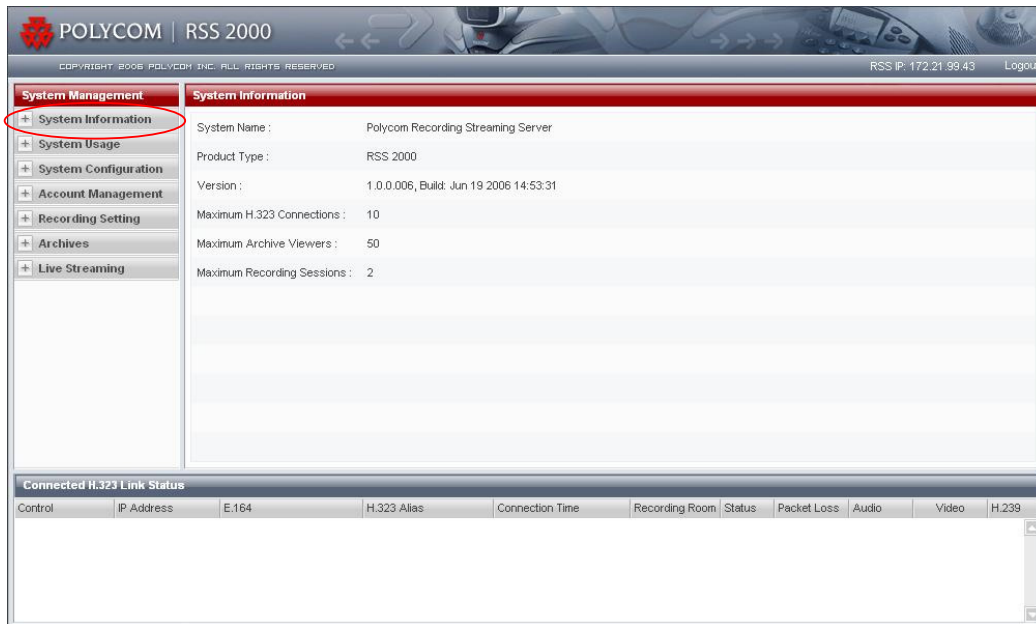 POLYCOM | RSS 2000
COPYRIGHT 2006 POLYCOM INC. ALL RIGHTS RESERVED
RSS IP: 172.21.99.43 Logou
System Management
System Information
System Usage
System Configuration
Account Management
Recording Setting
Archives
Live Streaming
System Information
System Name : Polycom Recording Streaming Server
Product Type : RSS 2000
Version : 1.0.0.006, Build: Jun 19 2006 14:53:31
Maximum H.323 Connections : 10
Maximum Archive Viewers : 50
Maximum Recording Sessions : 2
Connected H.323 Link Status
Control IP Address E.164 H.323 Alias Connection Time Recording Room Status Packet Loss Audio Video H.239